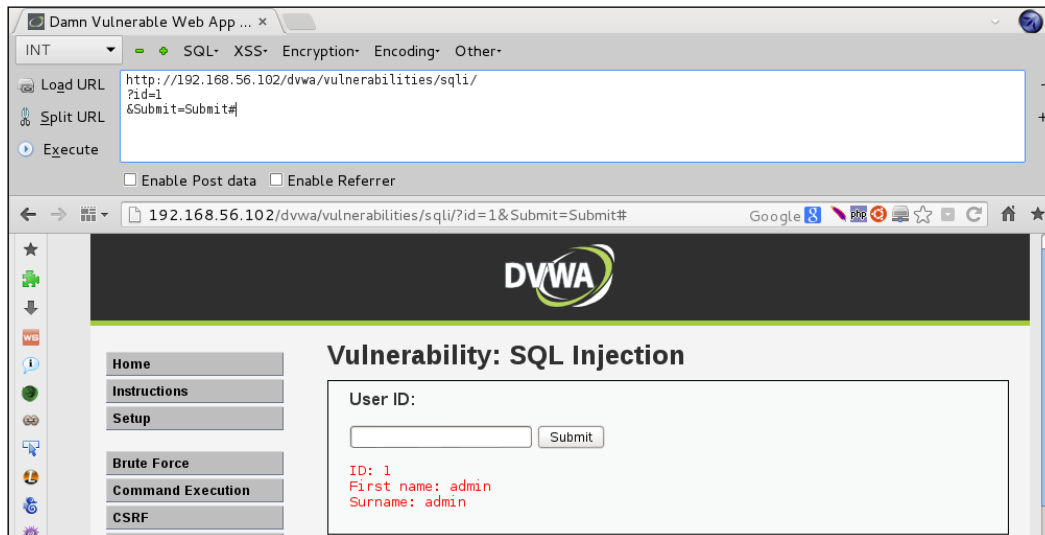 Damn Vulnerable Web App ... ×
INT
SQL- XSS- Encryption- Encoding- Other-
Load URL
http://192.168.56.102/dvwa/vulnerabilities/sqli/
?id=1
&Submit=Submit#
Split URL
Execute
Enable Post data Enable Referrer
192.168.56.102/dvwa/vulnerabilities/sqli/?id=1&Submit=Submit#
Google 8 php
DVWA
WS
Home
Instructions
Setup
Brute Force
Command Execution
CSRF
Vulnerability: SQL Injection
User ID:
Submit
ID: 1
First name: admin
Surname: admin